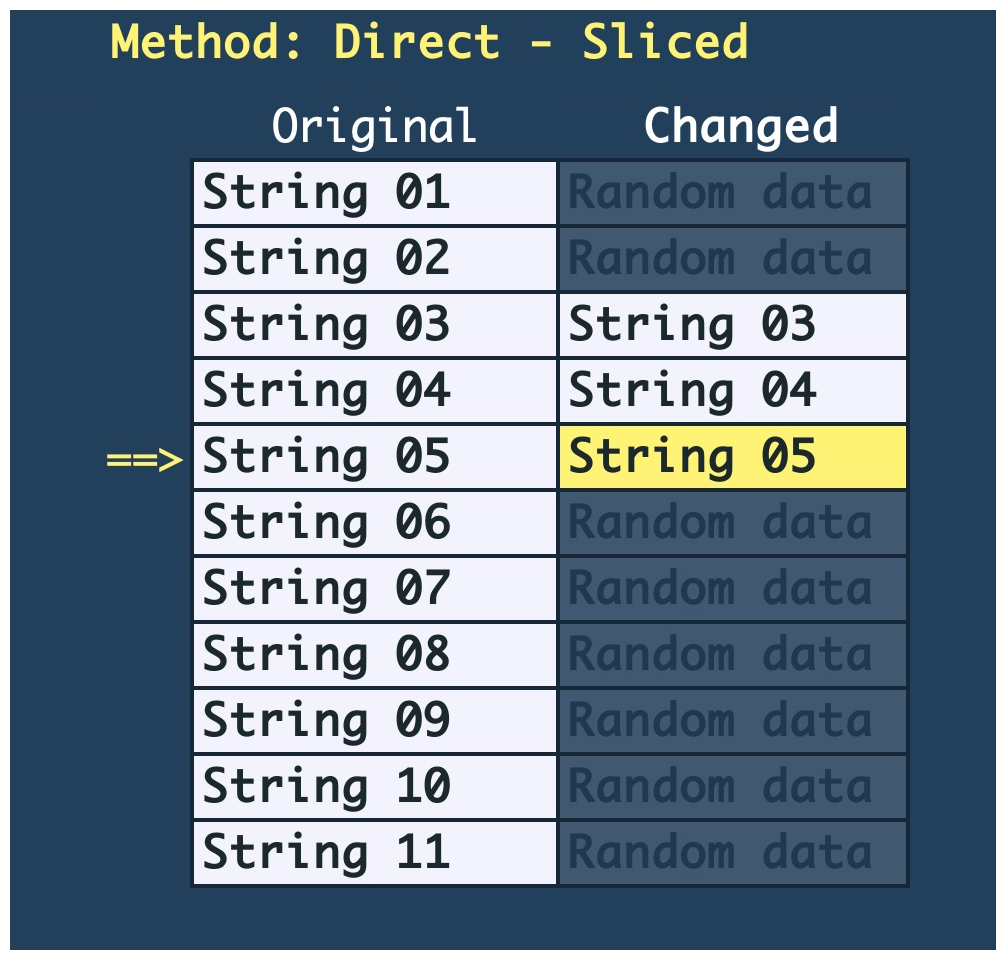 Method: Direct - Sliced
Original Changed
String 01 Random data
String 02 Random data
String 03 String 03
String 04 String 04
==> String 05 String 05
String 06 Random data
String 07 Random data
String 08 Random data
String 09 Random data
String 10 Random data
String 11 Random data